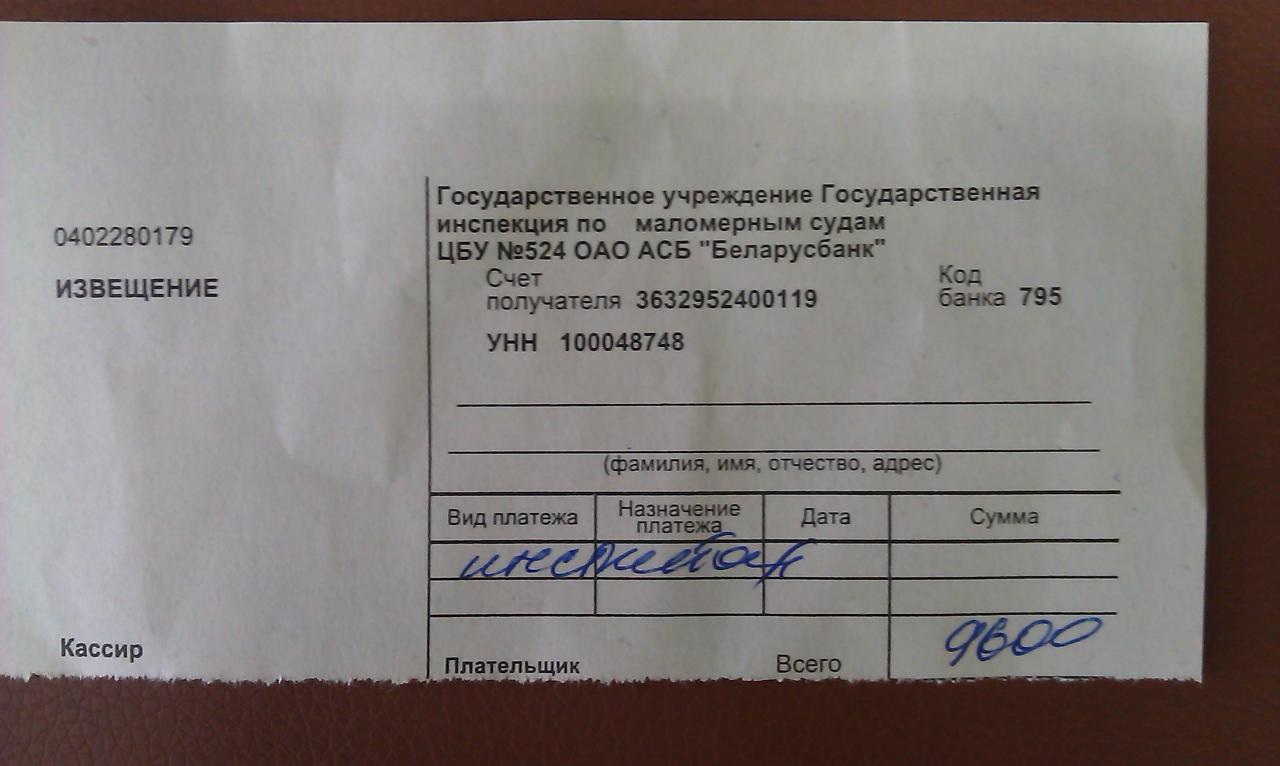 Государственное учреждение Государственная
инспекция по маломерным судам
ЦБУ №524 ОАО АСБ "Беларусбанк"
0402280179
ИЗВЕЩЕНИЕ
Счет
получателя 3632952400119
Код
банка 795
УНН 100048748
(фамилия, имя, отчество, адрес)
Вид платежа
Назначение
платежа
Дата
Сумма
9600
Кассир
Плательщик
Всего